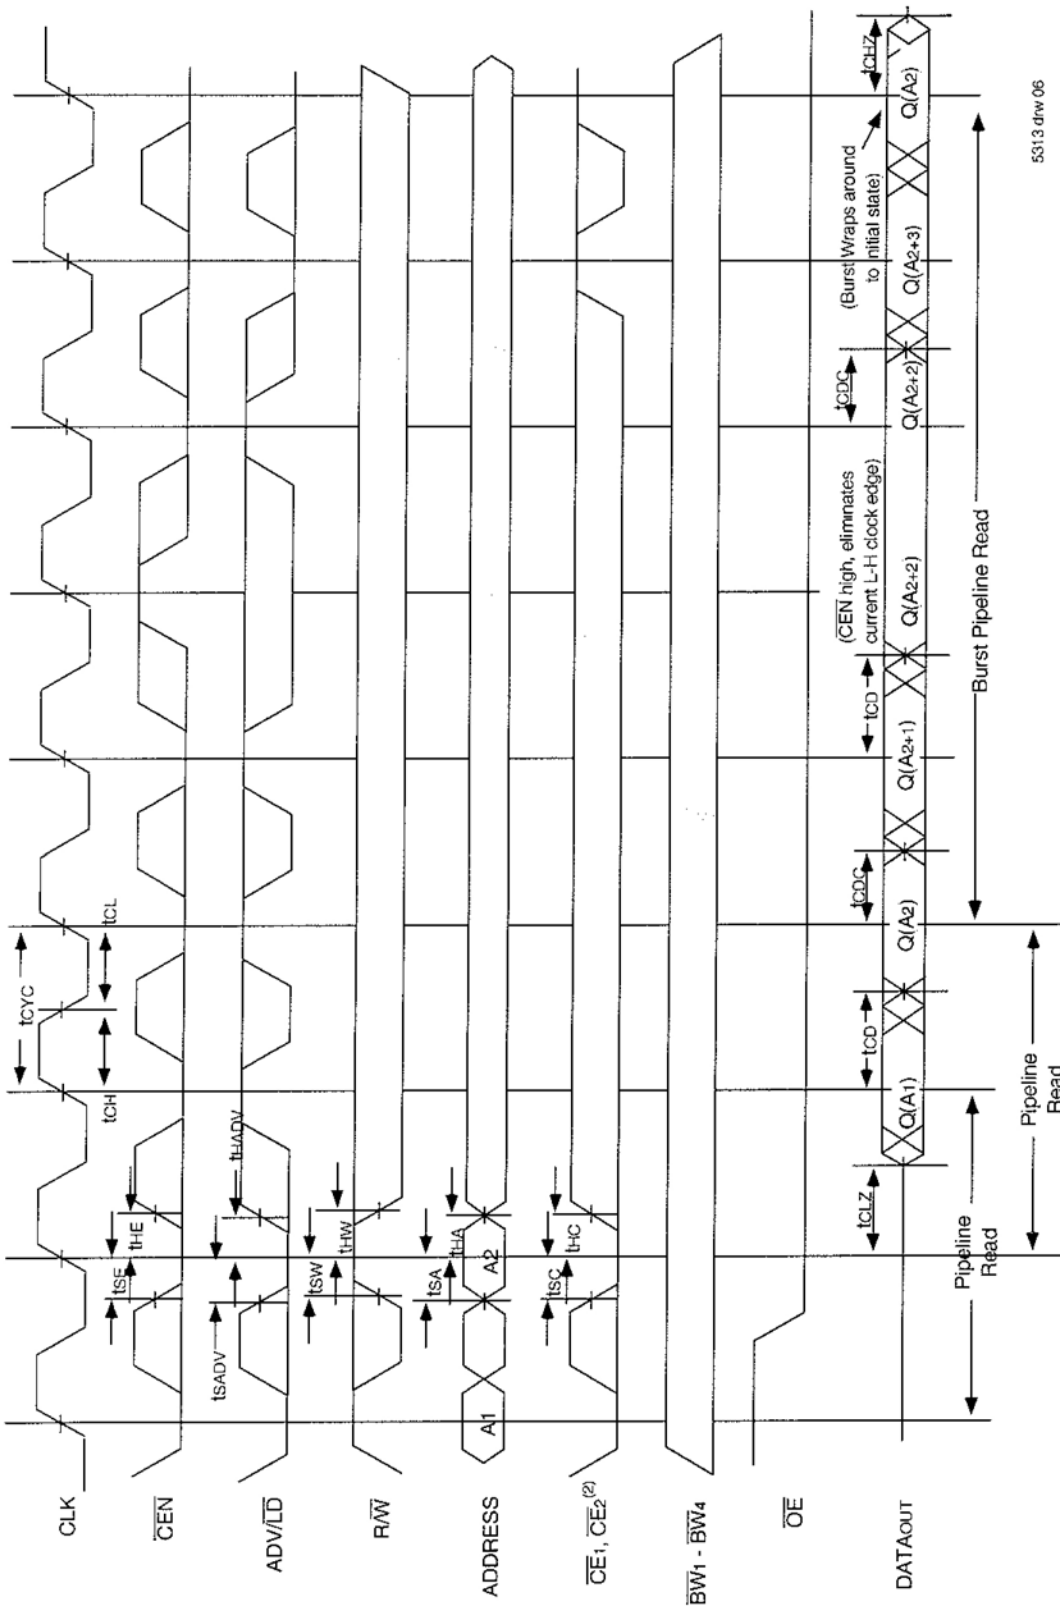 tCYC
tCH
tCL
CLK
tSE
tHE
CEN
tSADV
tHADV
ADV/LD
tSW
tHW
R/W
tSA
tHA
A1
A2
ADDRESS
tSC
tHC
CE1, CE2(2)
BW1 - BW4
OE
(CEN high, eliminates
current L-H clock edge)
(Burst Wraps around
to initial state)
tCLZ
tCD
tCDC
tCD
tCDC
tCHZ
DATAOUT
Q(A1)
Q(A2)
Q(A2+1)
Q(A2+2)
Q(A2+2)
Q(A2+3)
Q(A2)
Pipeline
Read
Burst Pipeline Read
Pipeline
Read
5313 drw 06